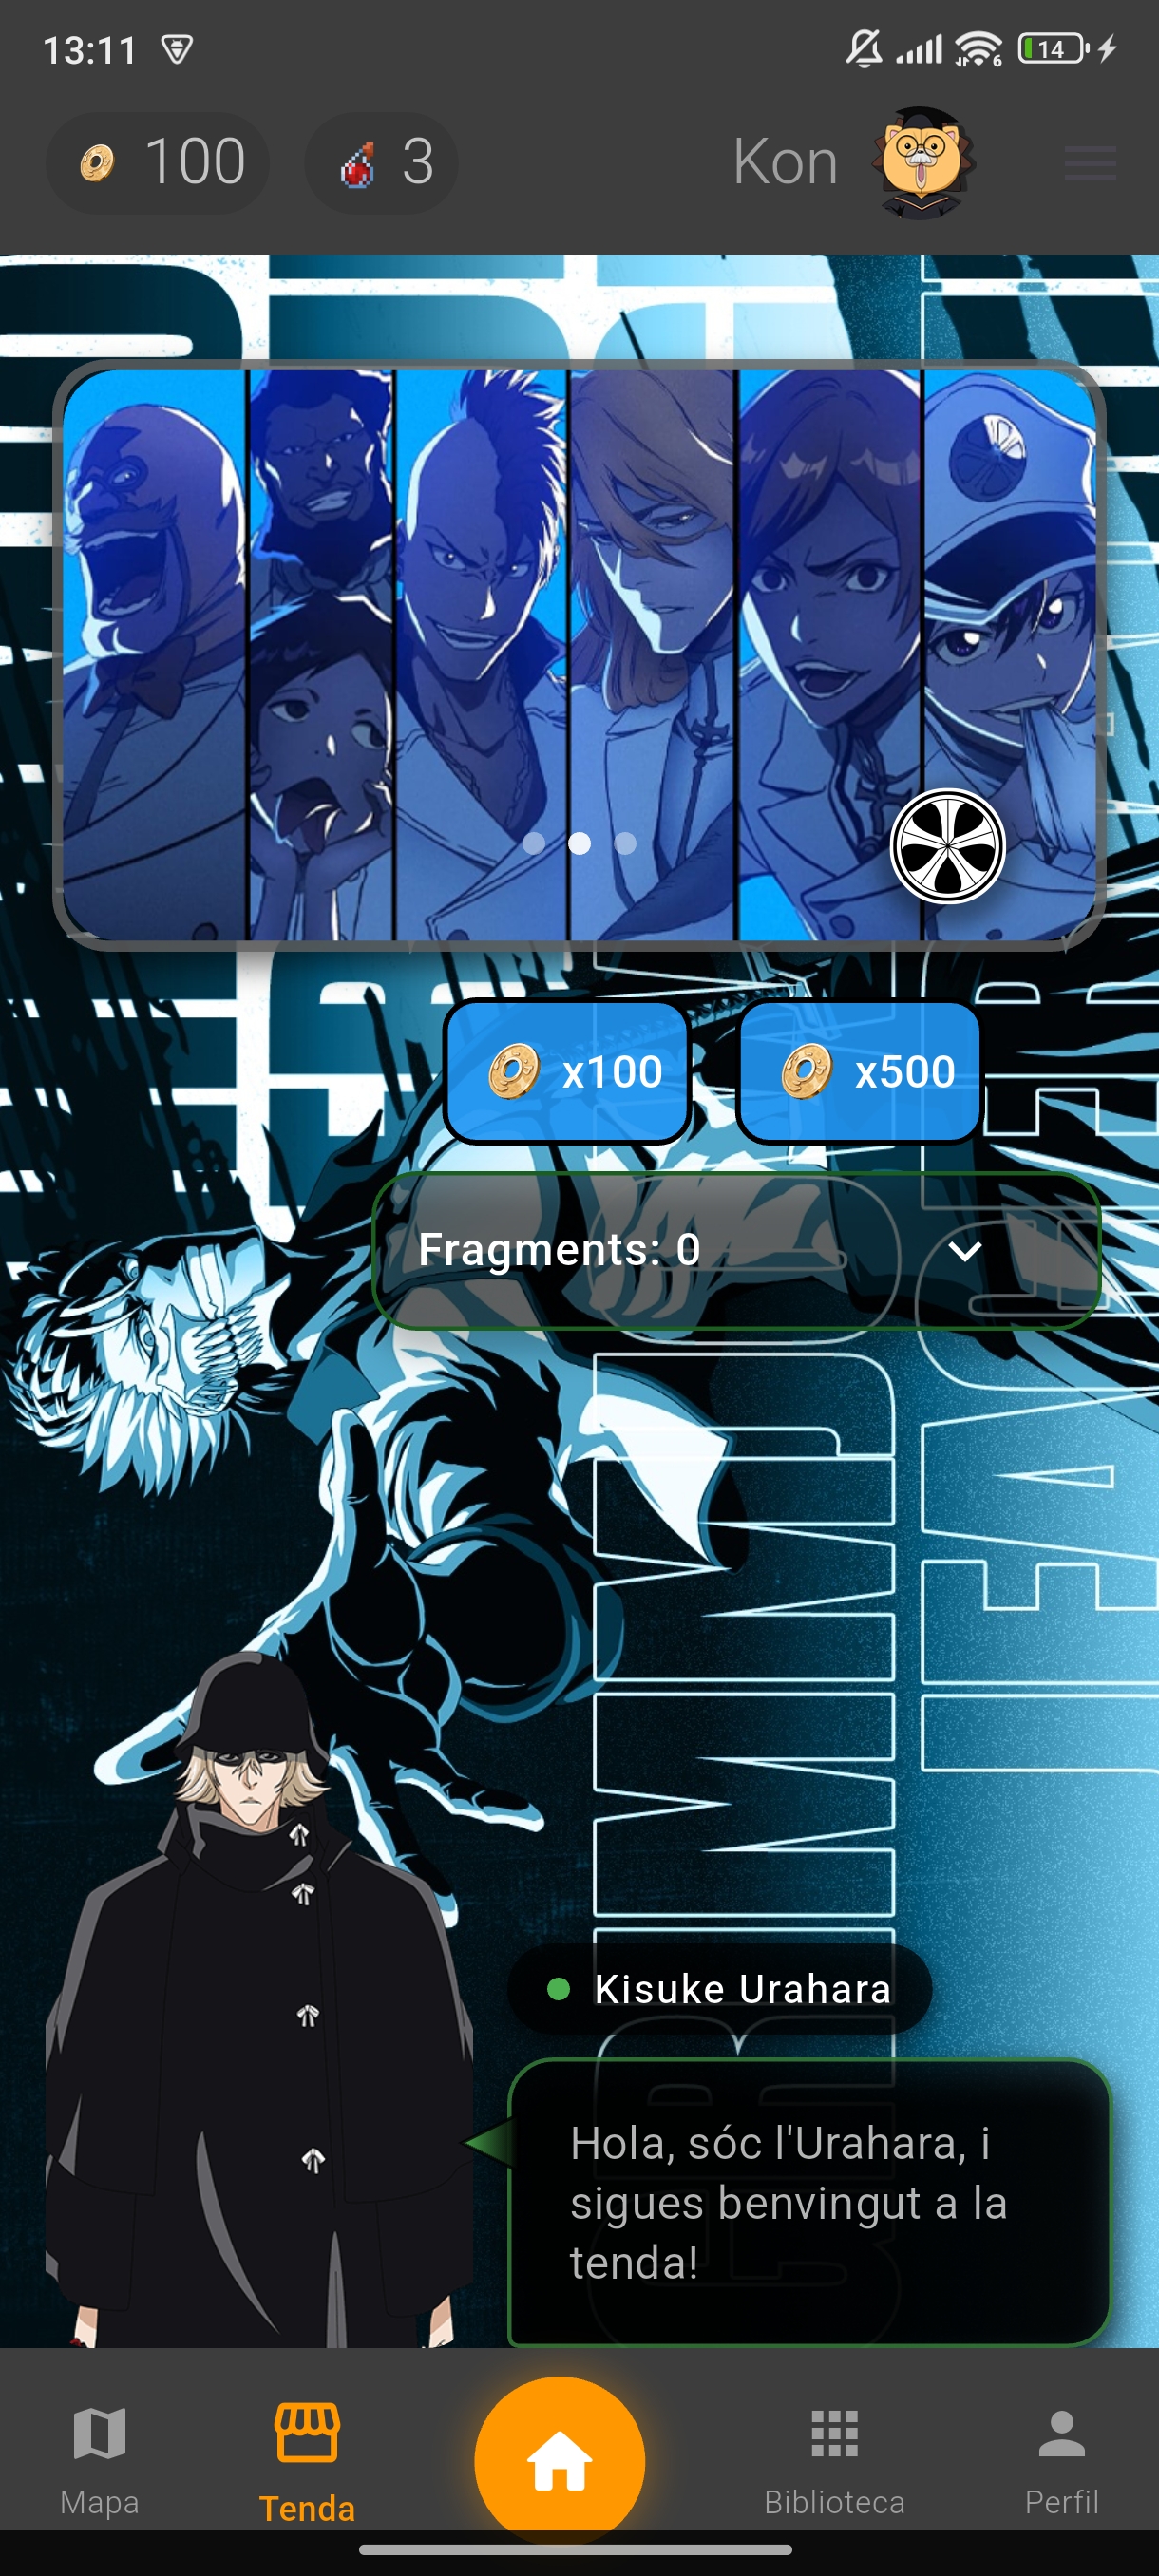 13:11
14
100
3
Kon
x100
x500
Fragments: 0
Kisuke Urahara
Hola, sóc l'Urahara, i
sigues benvingut a la
tenda!
Mapa
Tenda
Biblioteca
Perfil